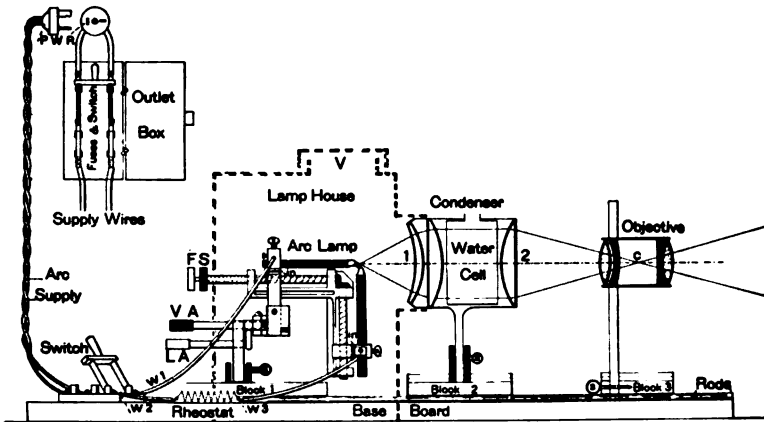 P W R
Fuses & Switch
Outlet
Box
Supply Wires
V
Lamp House
Condenser
Objective
Arc Lamp
1
Water
Cell
2
C
F S
Arc
Supply
V A
L A
Switch
W 1
W 2
Rheostat
W 3
Block 1
Block 2
Block 3
Rods
Base
Board